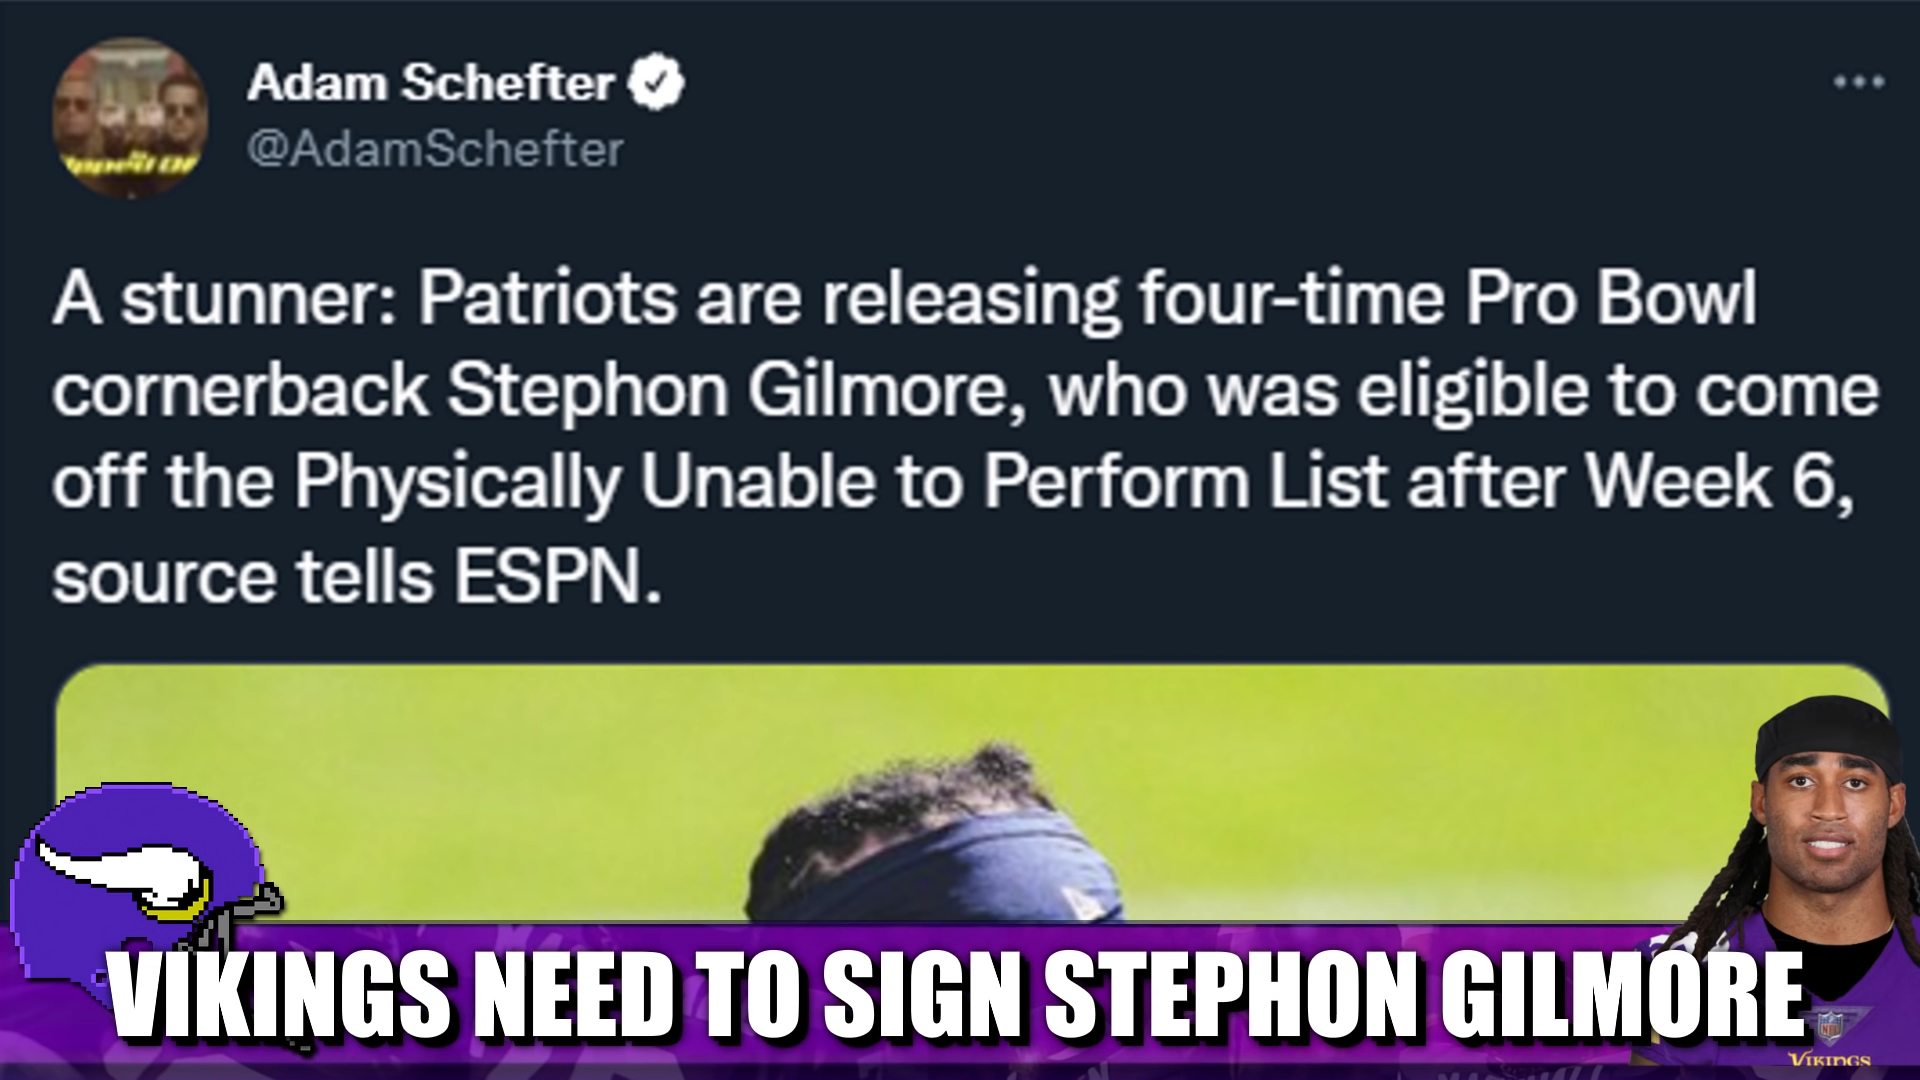 Adam Schefter
@AdamSchefter
A stunner: Patriots are releasing four-time Pro Bowl
cornerback Stephon Gilmore, who was eligible to come
off the Physically Unable to Perform List after Week 6,
source tells ESPN.
VIKINGS NEED TO SIGN STEPHON GILMORE
NFL
VIKINGS